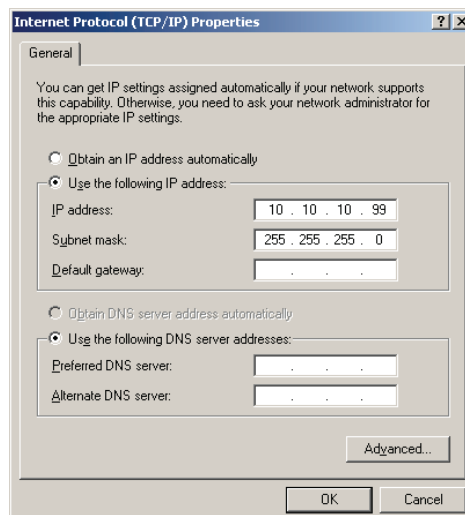 Internet Protocol (TCP/IP) Properties
General
You can get IP settings assigned automatically if your network supports
this capability. Otherwise, you need to ask your network administrator for
the appropriate IP settings.
Obtain an IP address automatically
Use the following IP address:
IP address: 10 . 10 . 10 . 99
Subnet mask: 255 . 255 . 255 . 0
Default gateway: . . .
Obtain DNS server address automatically
Use the following DNS server addresses:
Preferred DNS server: . . .
Alternate DNS server: . . .
Advanced...
OK Cancel